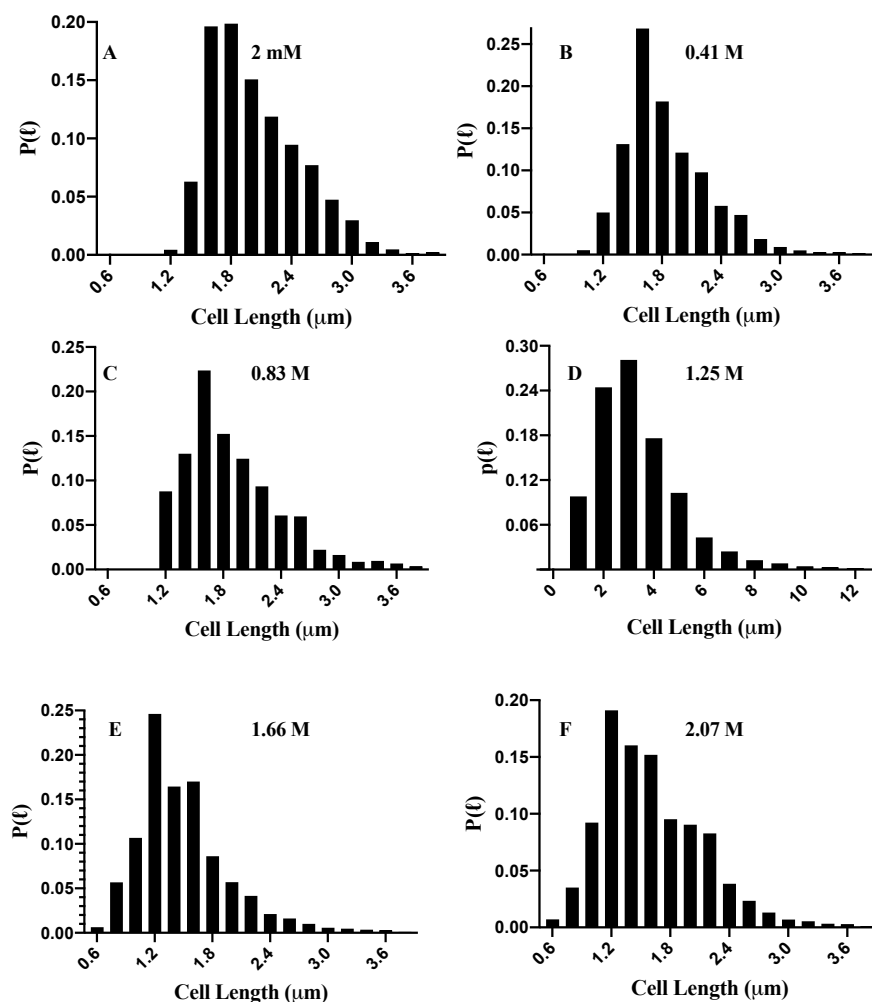 A
2 mM
P(ℓ)
0.20
0.15
0.10
0.05
0.00
0.6
1.2
1.8
2.4
3.0
3.6
Cell Length (μm)
B
0.41 M
P(ℓ)
0.25
0.20
0.15
0.10
0.05
0.00
0.6
1.2
1.8
2.4
3.0
3.6
Cell Length (μm)
C
0.83 M
P(ℓ)
0.25
0.20
0.15
0.10
0.05
0.00
0.6
1.2
1.8
2.4
3.0
3.6
Cell Length (μm)
D
1.25 M
p(ℓ)
0.30
0.24
0.18
0.12
0.06
0
2
4
6
8
10
12
Cell Length (μm)
E
1.66 M
P(ℓ)
0.25
0.20
0.15
0.10
0.05
0.00
0.6
1.2
1.8
2.4
3.0
3.6
Cell Length (μm)
F
2.07 M
P(ℓ)
0.20
0.15
0.10
0.05
0.00
0.6
1.2
1.8
2.4
3.0
3.6
Cell Length (μm)